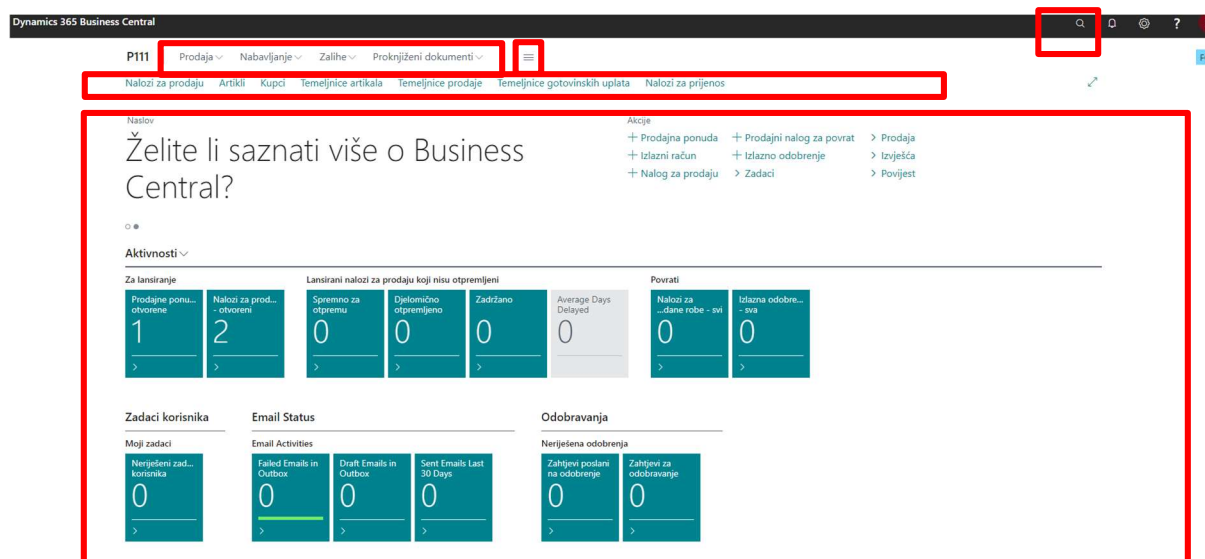 Dynamics 365 Business Central
?
P111 Prodaja Nabavljanje Zalihe Proknjiženi dokumenti
Nalozi za prodaju Artikli Kupci Temeljnice artikala Temeljnice prodaje Temeljnice gotovinskih uplata Nalozi za prijenos
Naslov
Želite li saznati više o Business
Central?
Akcije
+ Prodajna ponuda + Prodajni nalog za povrat > Prodaja
+ Izlazni račun + Izlazno odobrenje > Izvješća
+ Nalog za prodaju > Zadaci > Povijest
Aktivnosti
Za lansiranje
Prodajne ponu...
otvorene
1
Nalozi za prod...
- otvoreni
2
Lansirani nalozi za prodaju koji nisu otpremljeni
Spremno za
otpremu
0
Djelomično
otpremljeno
0
Zadržano
0
Average Days
Delayed
0
Povrati
Nalozi za
...dane robe - svi
0
Izlazna odobre...
- sva
0
Zadaci korisnika
Moji zadaci
Neriješeni zad...
korisnika
0
Email Status
Email Activities
Failed Emails in
Outbox
0
Draft Emails in
Outbox
0
Sent Emails Last
30 Days
0
Odobravanja
Neriješena odobrenja
Zahtjevi poslani
na odobrenje
0
Zahtjevi za
odobravanje
0